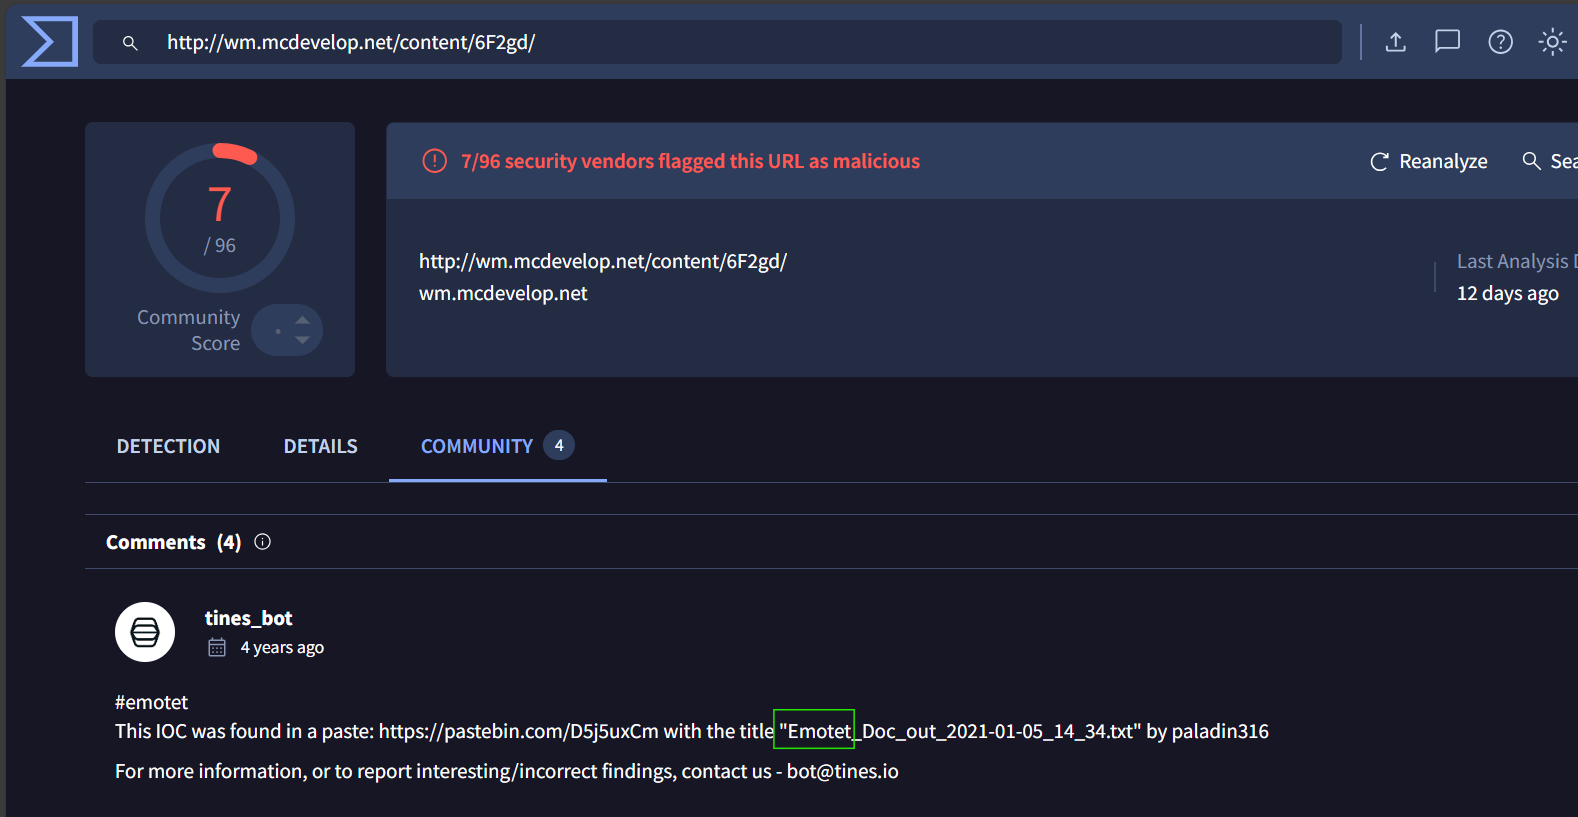 http://wm.mcdevelop.net/content/6F2gd/
7/96 security vendors flagged this URL as malicious
Reanalyze
7
/ 96
Community
Score
http://wm.mcdevelop.net/content/6F2gd/
wm.mcdevelop.net
Last Analysis
12 days ago
DETECTION
DETAILS
COMMUNITY 4
Comments (4)
tines_bot
4 years ago
#emotet
This IOC was found in a paste: https://pastebin.com/D5j5uxCm with the title "Emotet_Doc_out_2021-01-05_14_34.txt" by paladin316
For more information, or to report interesting/incorrect findings, contact us - bot@tines.io